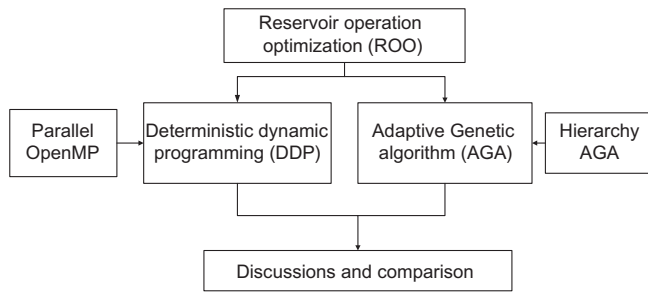 Reservoir operation
optimization (ROO)
Parallel
OpenMP
Deterministic dynamic
programming (DDP)
Adaptive Genetic
algorithm (AGA)
Hierarchy
AGA
Discussions and comparison